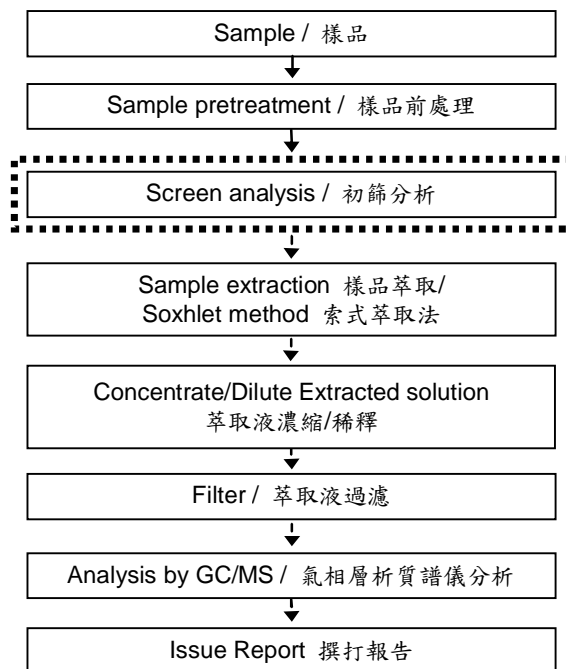 Sample / 樣品
Sample pretreatment / 樣品前處理
Screen analysis / 初篩分析
Sample extraction 樣品萃取/
Soxhlet method 索式萃取法
Concentrate/Dilute Extracted solution
萃取液濃縮/稀釋
Filter / 萃取液過濾
Analysis by GC/MS / 氣相層析質譜儀分析
Issue Report 撰打報告